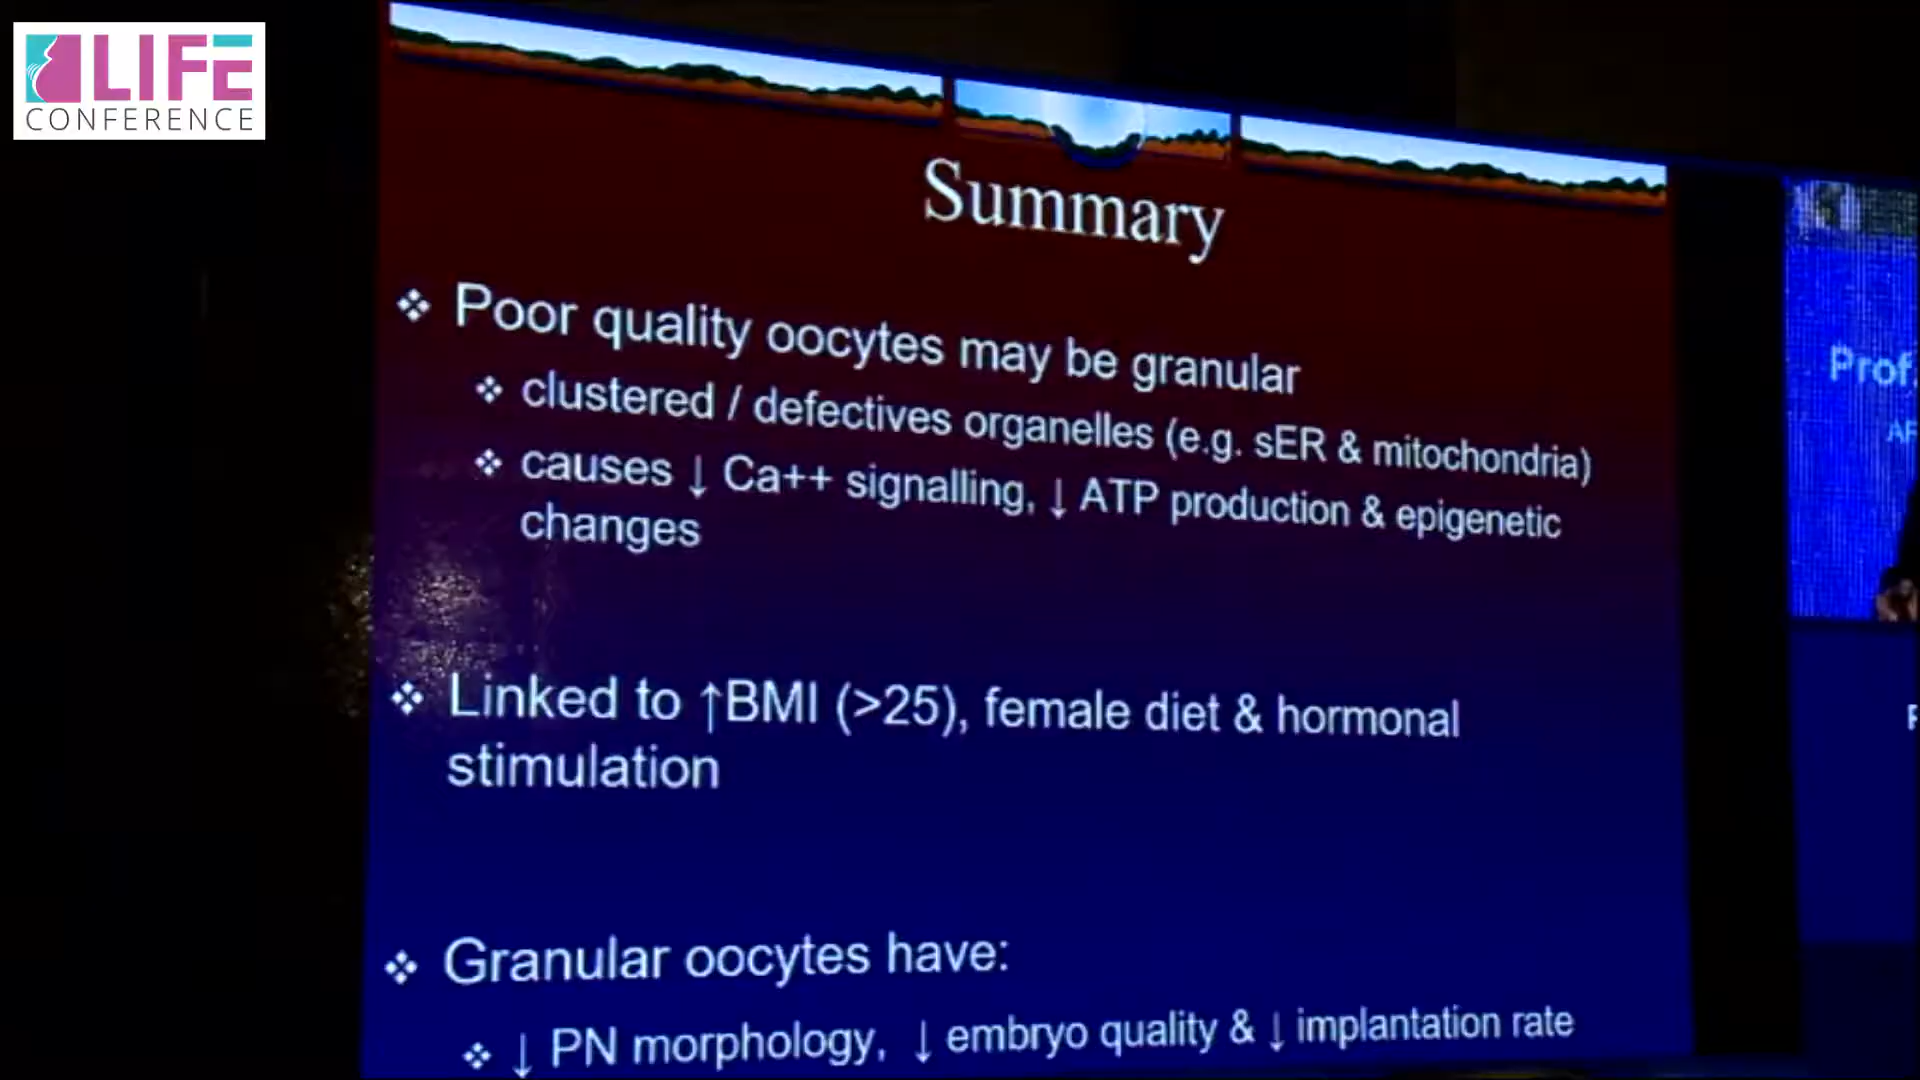 LIFE
CONFERENCE
Summary
❖ Poor quality oocytes may be granular
❖ clustered / defectives organelles (e.g. sER & mitochondria)
❖ causes ↓ Ca++ signalling, ↓ ATP production & epigenetic
changes
❖ Linked to ↑BMI (>25), female diet & hormonal
stimulation
❖ Granular oocytes have:
❖ ↓ PN morphology, ↓ embryo quality & ↓ implantation rate
Prof.